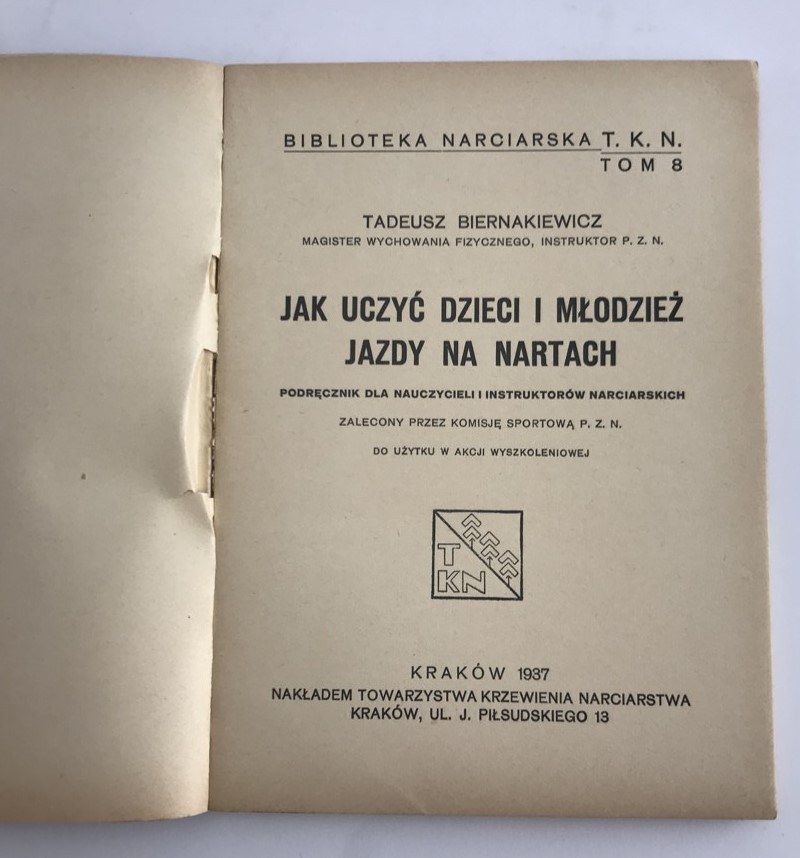 BIBLIOTEKA NARCIARSKA T. K. N.
TOM 8
TADEUSZ BIERNAKIEWICZ
MAGISTER WYCHOWANIA FIZYCZNEGO, INSTRUKTOR P. Z. N.
JAK UCZYĆ DZIECI I MŁODZIEŻ
JAZDY NA NARTACH
PODRĘCZNIK DLA NAUCZYCIELI I INSTRUKTORÓW NARCIARSKICH
ZALECONY PRZEZ KOMISJĘ SPORTOWĄ P. Z. N.
DO UŻYTKU W AKCJI WYSZKOLENIOWEJ
T
KN
KRAKÓW 1937
NAKŁADEM TOWARZYSTWA KRZEWIENIA NARCIARSTWA
KRAKÓW, UL. J. PIŁSUDSKIEGO 13